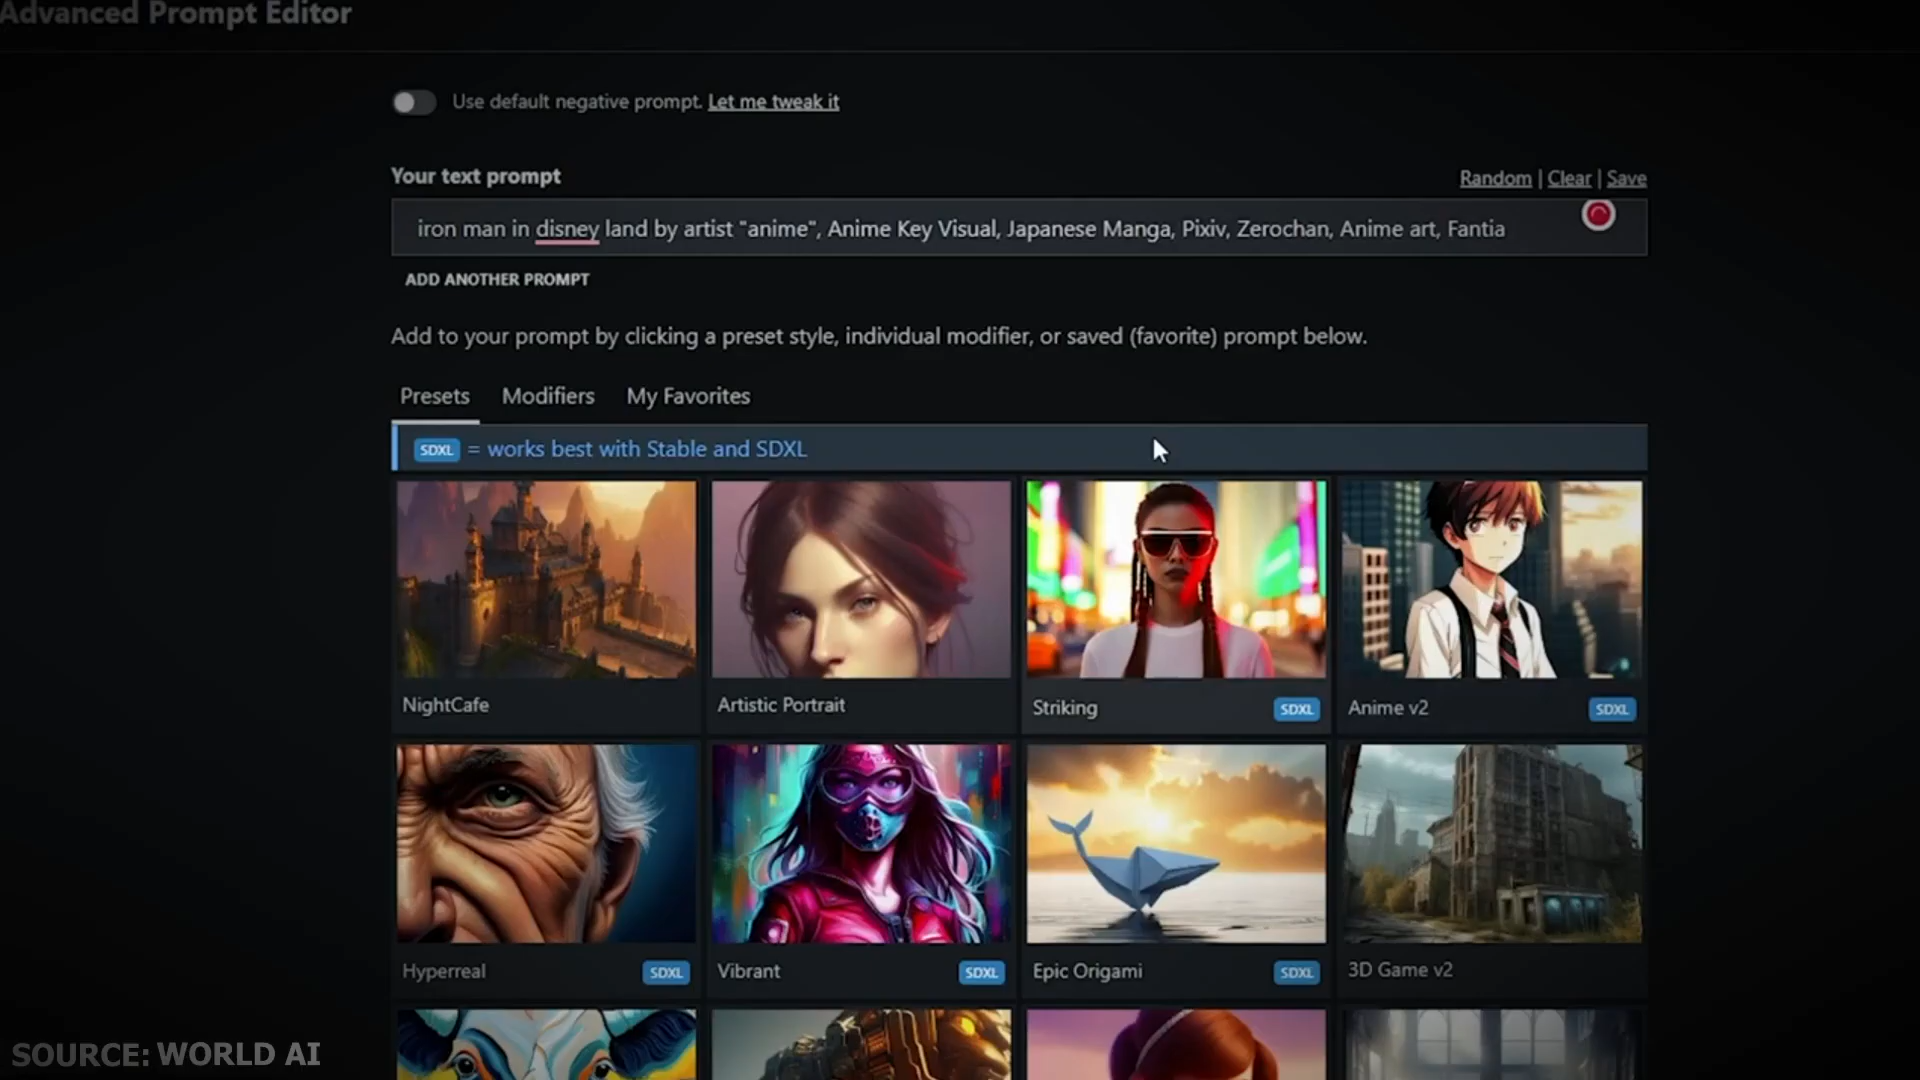 Advanced Prompt Editor
Use default negative prompt. Let me tweak it
Your text prompt
Random | Clear | Save
iron man in disney land by artist "anime", Anime Key Visual, Japanese Manga, Pixiv, Zerochan, Anime art, Fantia
ADD ANOTHER PROMPT
Add to your prompt by clicking a preset style, individual modifier, or saved (favorite) prompt below.
Presets Modifiers My Favorites
SDXL = works best with Stable and SDXL
NightCafe
Artistic Portrait
Striking SDXL
Anime v2 SDXL
Hyperreal SDXL
Vibrant SDXL
Epic Origami SDXL
3D Game v2
SOURCE: WORLD AI